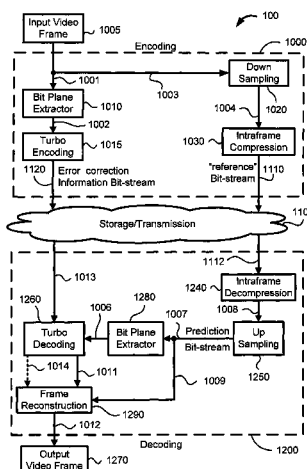 100
Input Video
Frame
1005
Encoding
1000
1001
1003
Bit Plane
Extractor
1010
Down
Sampling
1020
1002
1004
Turbo
Encoding
1015
1030
Intraframe
Compression
1120
Error correction
Information Bit-stream
"reference"
Bit-stream
1110
Storage/Transmission
1013
1112
1240
Intraframe
Decompression
1260
1280
1007
1008
Turbo
Decoding
1006
Bit Plane
Extractor
Prediction
Bit-stream
Up
Sampling
1250
1014
1011
1009
Frame
Reconstruction
1290
1012
Decoding
1200
Output
Video Frame
1270